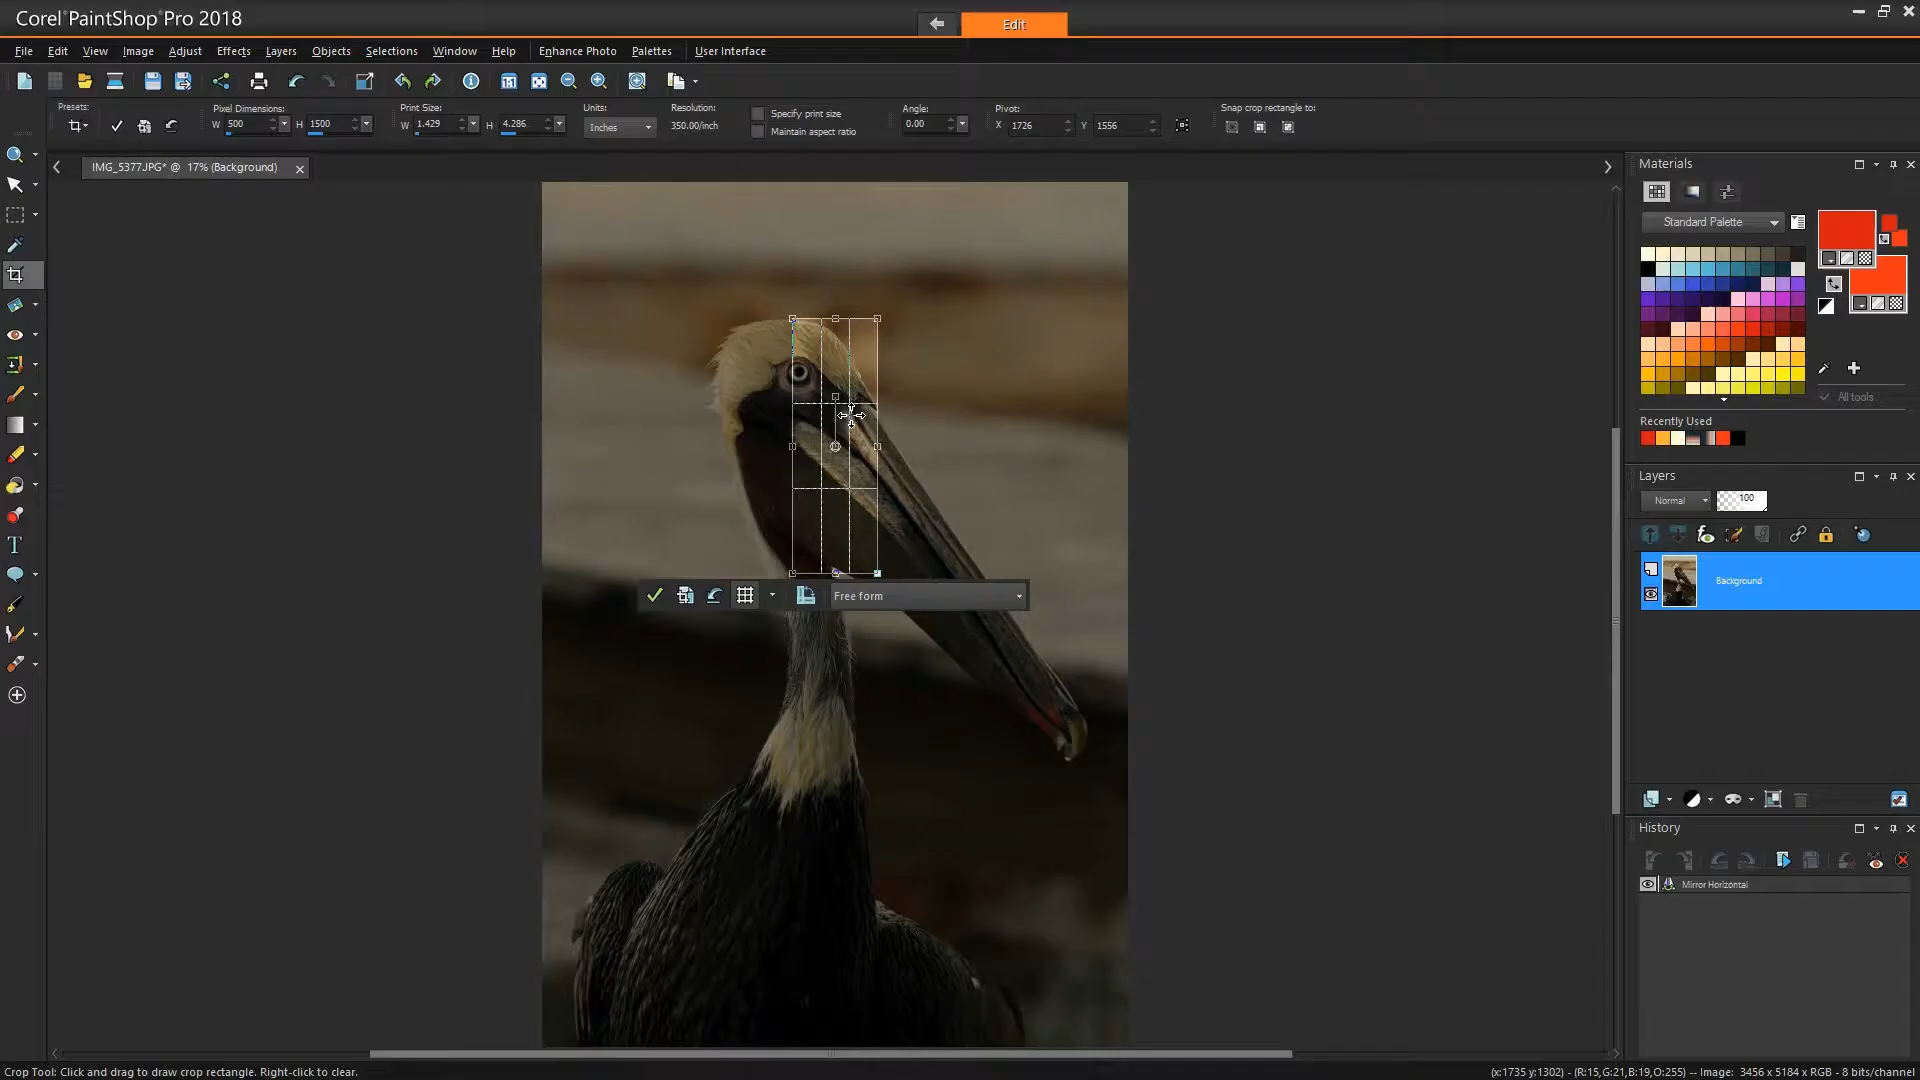 Corel PaintShop Pro 2018
Edit
File Edit View Image Adjust Effects Layers Objects Selections Window Help Enhance Photo Palettes User Interface
Presets:
Pixel Dimensions:
W 500 H 1500
Print Size:
W 1.429 H 4.286
Units:
Inches
Resolution:
350.00/inch
Specify print size
Maintain aspect ratio
Angle:
0.00
Pivot:
X 1726 Y 1556
Snap crop rectangle to:
IMG_5377.JPG* @ 17% (Background)
Materials
Standard Palette
All tools
Recently Used
Layers
Normal 100
Background
Free form
History
Mirror Horizontal
Crop Tool: Click and drag to draw crop rectangle. Right-click to clear.
(x:1735 y:1302) -- (R:15,G:21,B:19,O:255) -- Image: 3456 x 5184 x RGB - 8 bits/channel